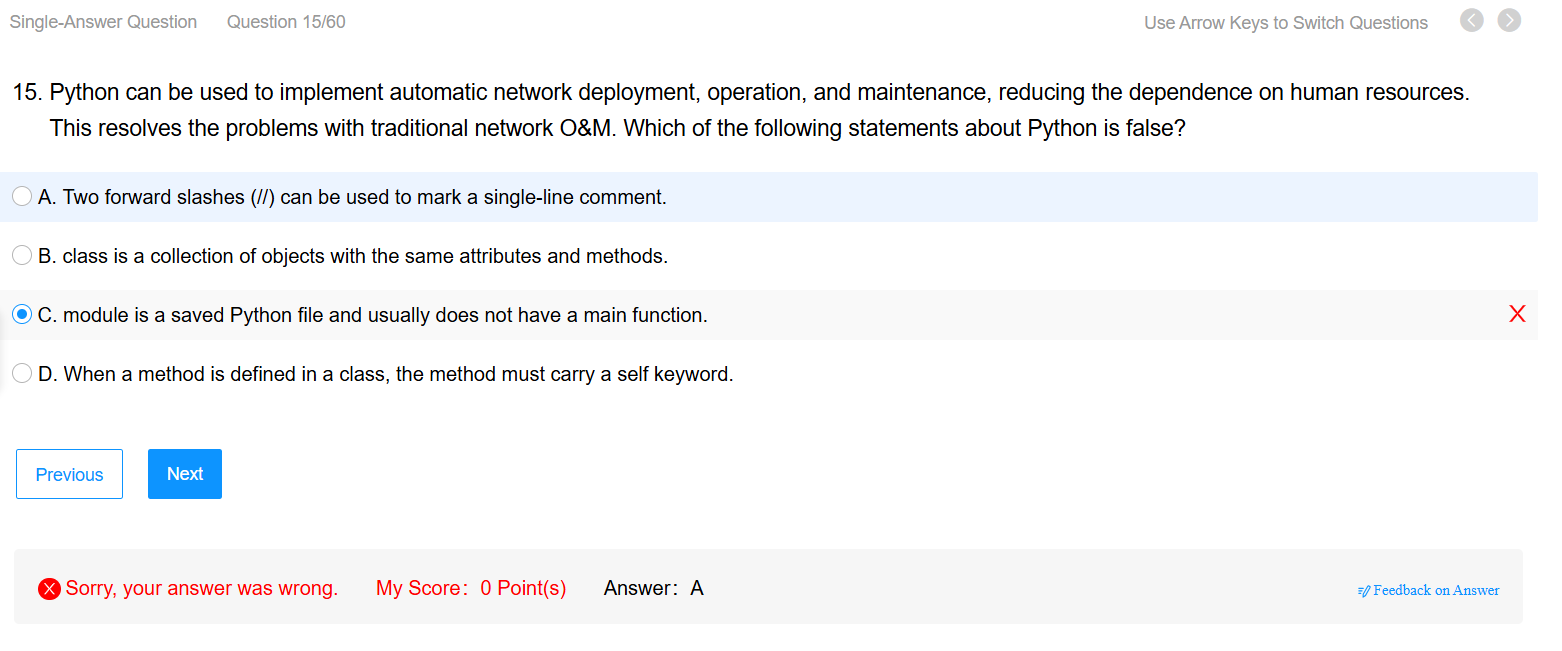 Single-Answer Question Question 15/60 Use Arrow Keys to Switch Questions
15. Python can be used to implement automatic network deployment, operation, and maintenance, reducing the dependence on human resources.
This resolves the problems with traditional network O&M. Which of the following statements about Python is false?
A. Two forward slashes (//) can be used to mark a single-line comment.
B. class is a collection of objects with the same attributes and methods.
C. module is a saved Python file and usually does not have a main function. X
D. When a method is defined in a class, the method must carry a self keyword.
Previous Next
Sorry, your answer was wrong. My Score: 0 Point(s) Answer: A Feedback on Answer